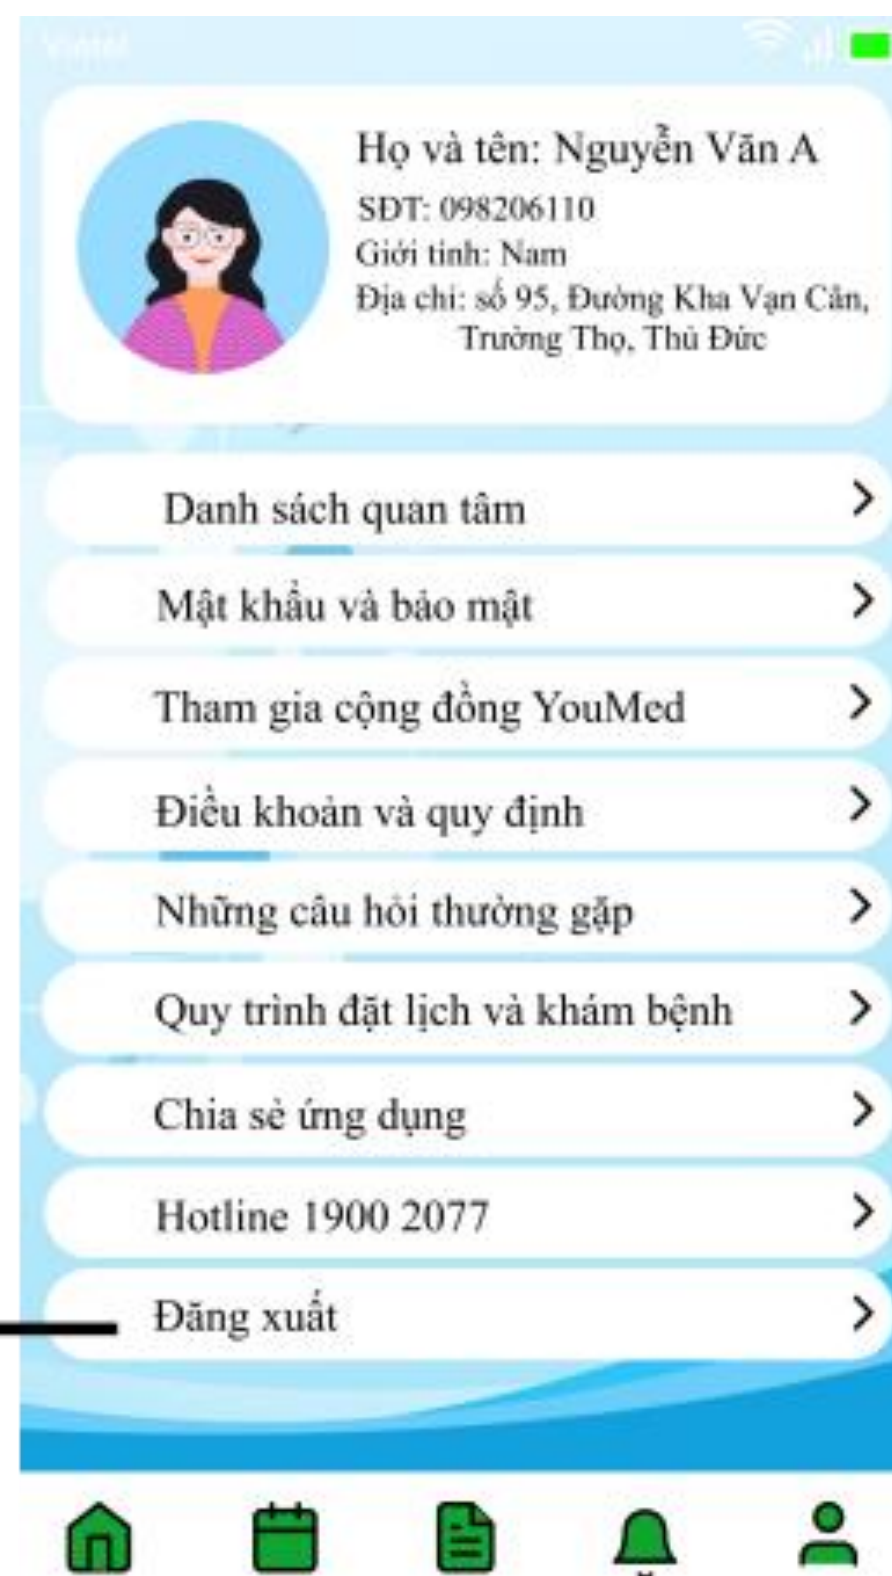 Viettel
Họ và tên: Nguyễn Văn A
SĐT: 098206110
Giới tính: Nam
Địa chỉ: số 95, Đường Kha Vạn Cân,
Trường Thọ, Thủ Đức
Danh sách quan tâm
Mật khẩu và bảo mật
Tham gia cộng đồng YouMed
Điều khoản và quy định
Những câu hỏi thường gặp
Quy trình đặt lịch và khám bệnh
Chia sẻ ứng dụng
Hotline 1900 2077
Đăng xuất